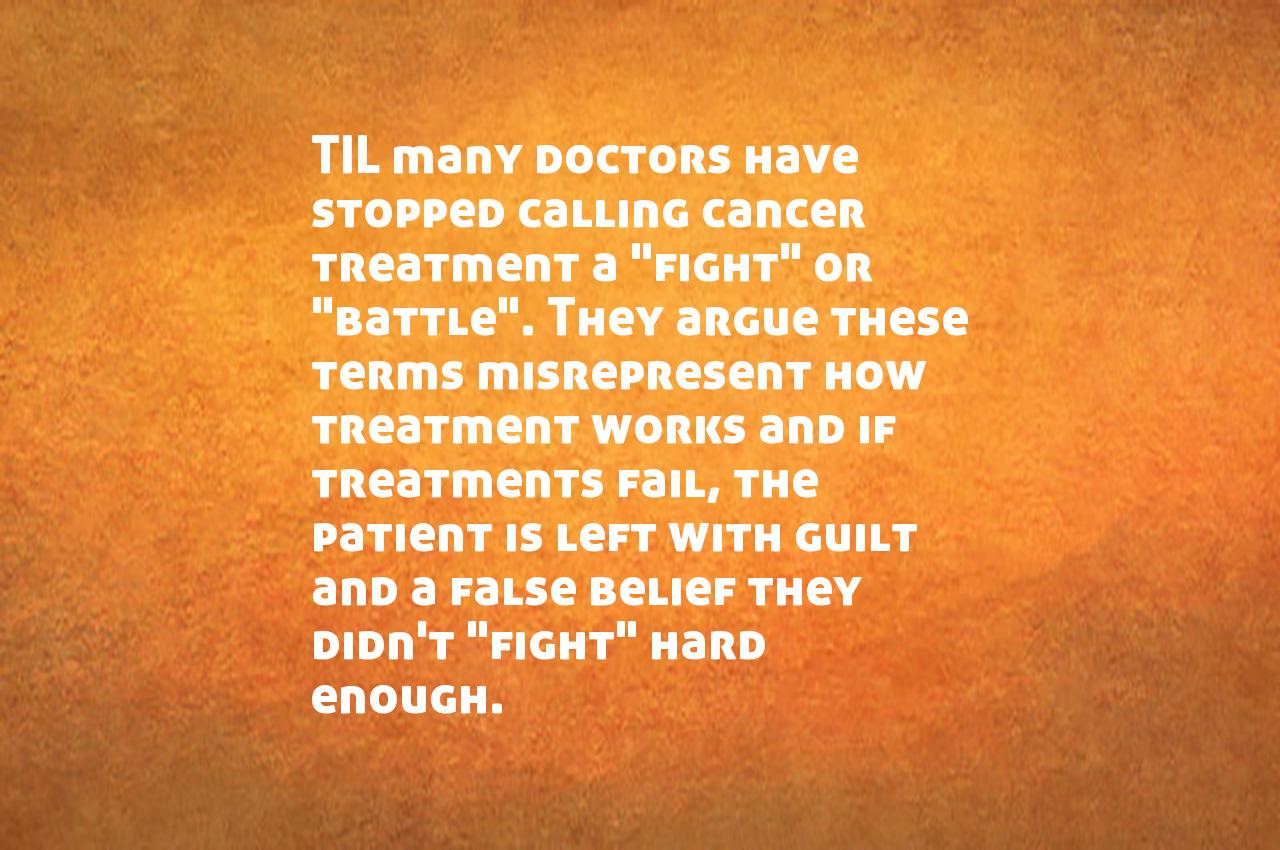 TIL many doctors have
stopped calling cancer
treatment a "fight" or
"battle". They argue these
terms misrepresent how
treatment works and if
treatments fail, the
patient is left with guilt
and a false belief they
didn't "fight" hard
enough.